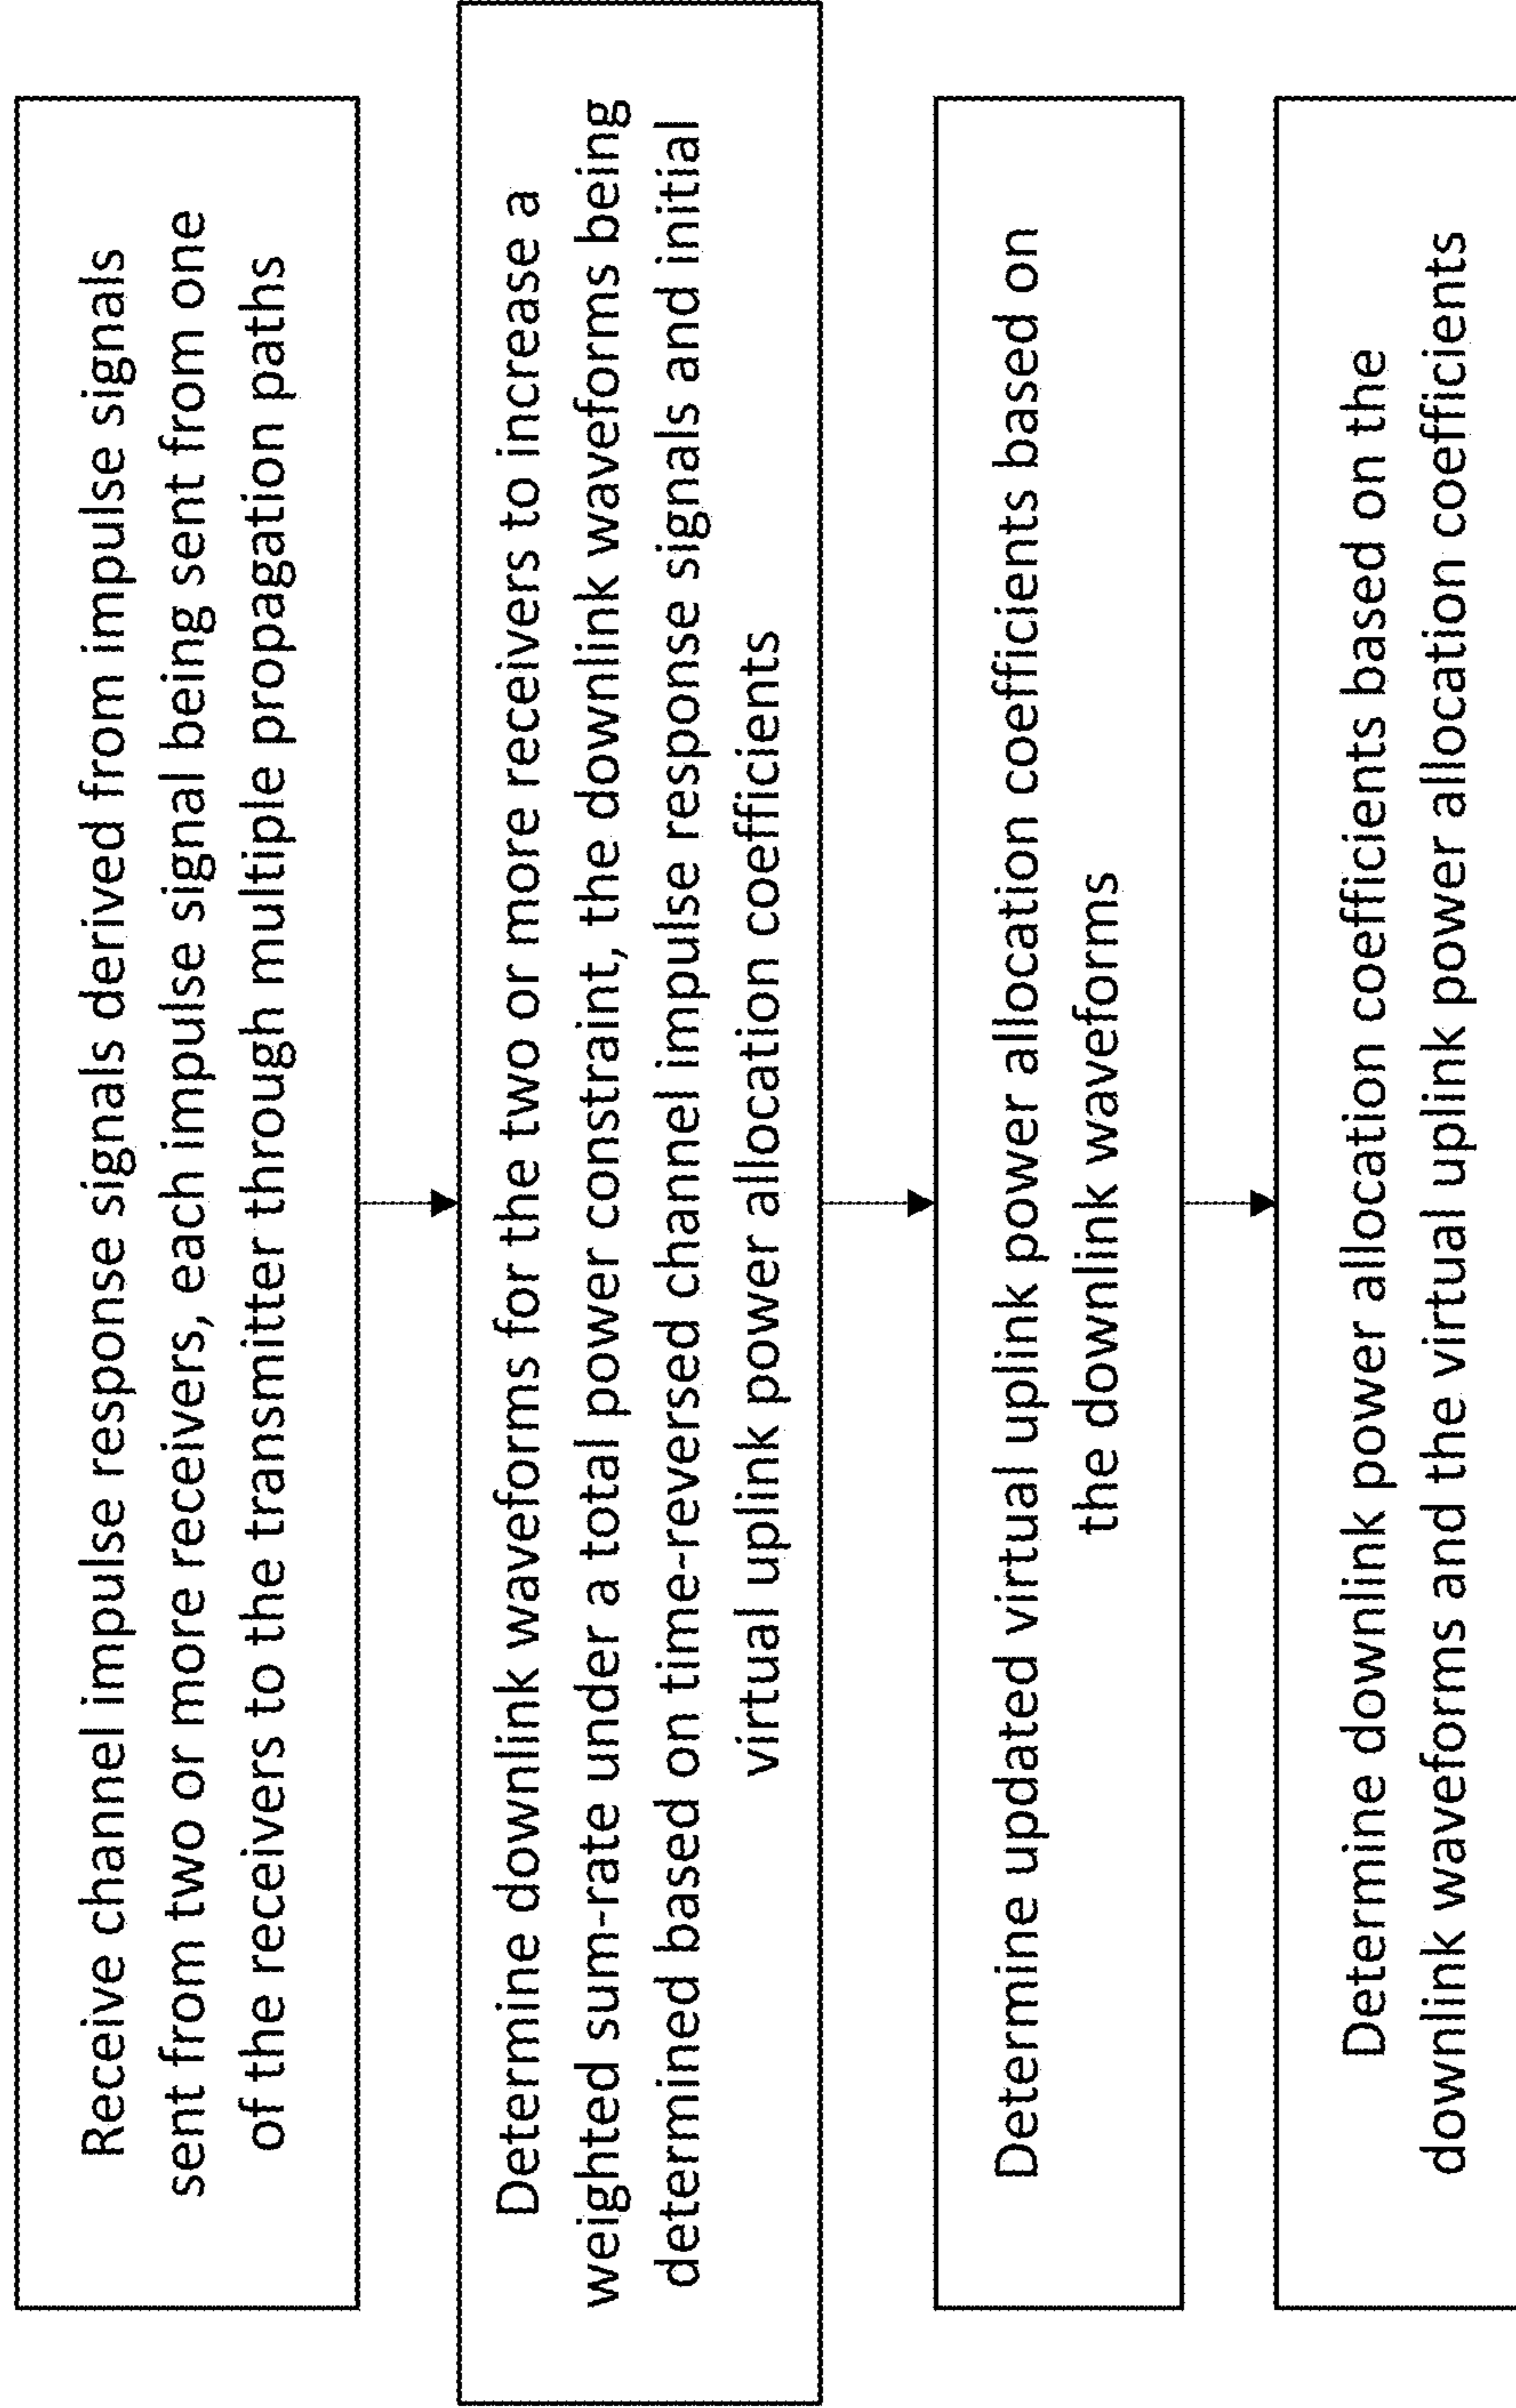 Receive channel impulse response signals derived from impulse signals
sent from two or more receivers, each impulse signal being sent from one
of the receivers to the transmitter through multiple propagation paths
Determine downlink waveforms for the two or more receivers to increase a
weighted sum-rate under a total power constraint, the downlink waveforms being
determined based on time-reversed channel impulse response signals and initial
virtual uplink power allocation coefficients
Determine updated virtual uplink power allocation coefficients based on
the downlink waveforms
Determine downlink power allocation coefficients based on the
downlink waveforms and the virtual uplink power allocation coefficients